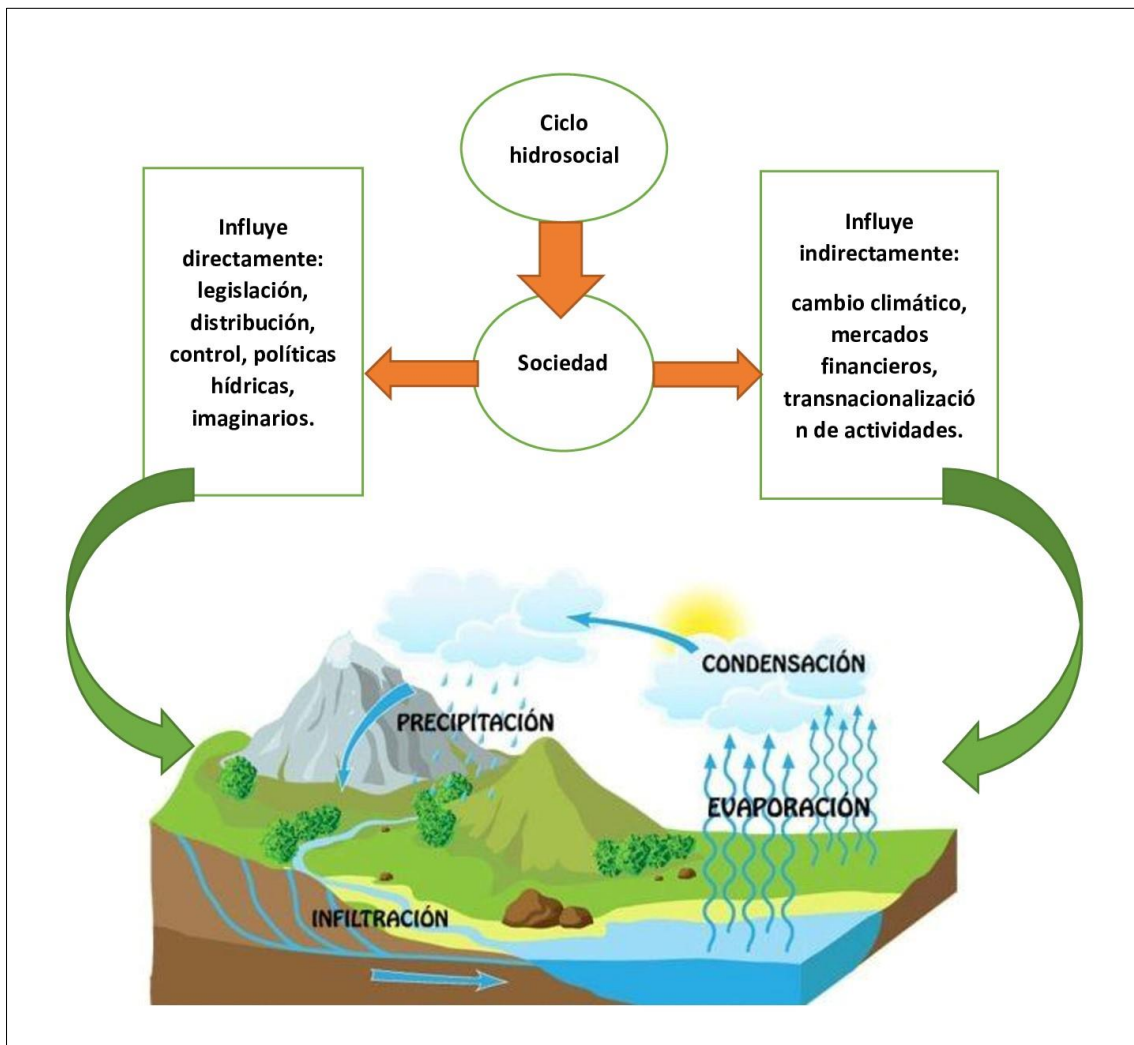 Ciclo
hidrosocial
Influye
directamente:
legislación,
distribución,
control, políticas
hídricas,
imaginarios.
Sociedad
Influye
indirectamente:
cambio climático,
mercados
financieros,
transnacionalizació
n de actividades.
CONDENSACIÓN
PRECIPITACIÓN
EVAPORACIÓN
INFILTRACIÓN